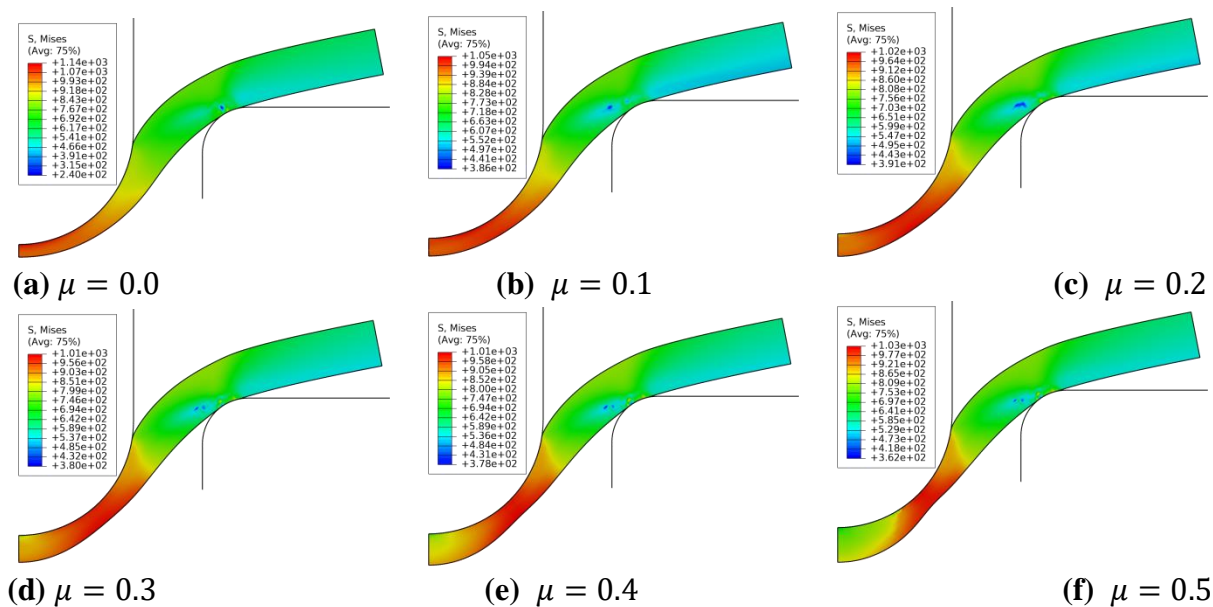 S, Mises
(Avg: 75%)
+1.14e+03
+1.07e+03
+9.93e+02
+9.18e+02
+8.43e+02
+7.67e+02
+6.92e+02
+6.17e+02
+5.41e+02
+4.66e+02
+3.91e+02
+3.15e+02
+2.40e+02
(a) μ = 0.0
S, Mises
(Avg: 75%)
+1.05e+03
+9.94e+02
+9.39e+02
+8.84e+02
+8.28e+02
+7.73e+02
+7.18e+02
+6.63e+02
+6.07e+02
+5.52e+02
+4.97e+02
+4.41e+02
+3.86e+02
(b) μ = 0.1
S, Mises
(Avg: 75%)
+1.02e+03
+9.64e+02
+9.12e+02
+8.60e+02
+8.08e+02
+7.56e+02
+7.03e+02
+6.51e+02
+5.99e+02
+5.47e+02
+4.95e+02
+4.43e+02
+3.91e+02
(c) μ = 0.2
S, Mises
(Avg: 75%)
+1.01e+03
+9.56e+02
+9.03e+02
+8.51e+02
+7.99e+02
+7.46e+02
+6.94e+02
+6.42e+02
+5.89e+02
+5.37e+02
+4.85e+02
+4.32e+02
+3.80e+02
(d) μ = 0.3
S, Mises
(Avg: 75%)
+1.01e+03
+9.58e+02
+9.05e+02
+8.52e+02
+8.00e+02
+7.47e+02
+6.94e+02
+6.42e+02
+5.89e+02
+5.36e+02
+4.84e+02
+4.31e+02
+3.78e+02
(e) μ = 0.4
S, Mises
(Avg: 75%)
+1.03e+03
+9.77e+02
+9.21e+02
+8.65e+02
+8.09e+02
+7.53e+02
+6.97e+02
+6.41e+02
+5.85e+02
+5.29e+02
+4.73e+02
+4.18e+02
+3.62e+02
(f) μ = 0.5